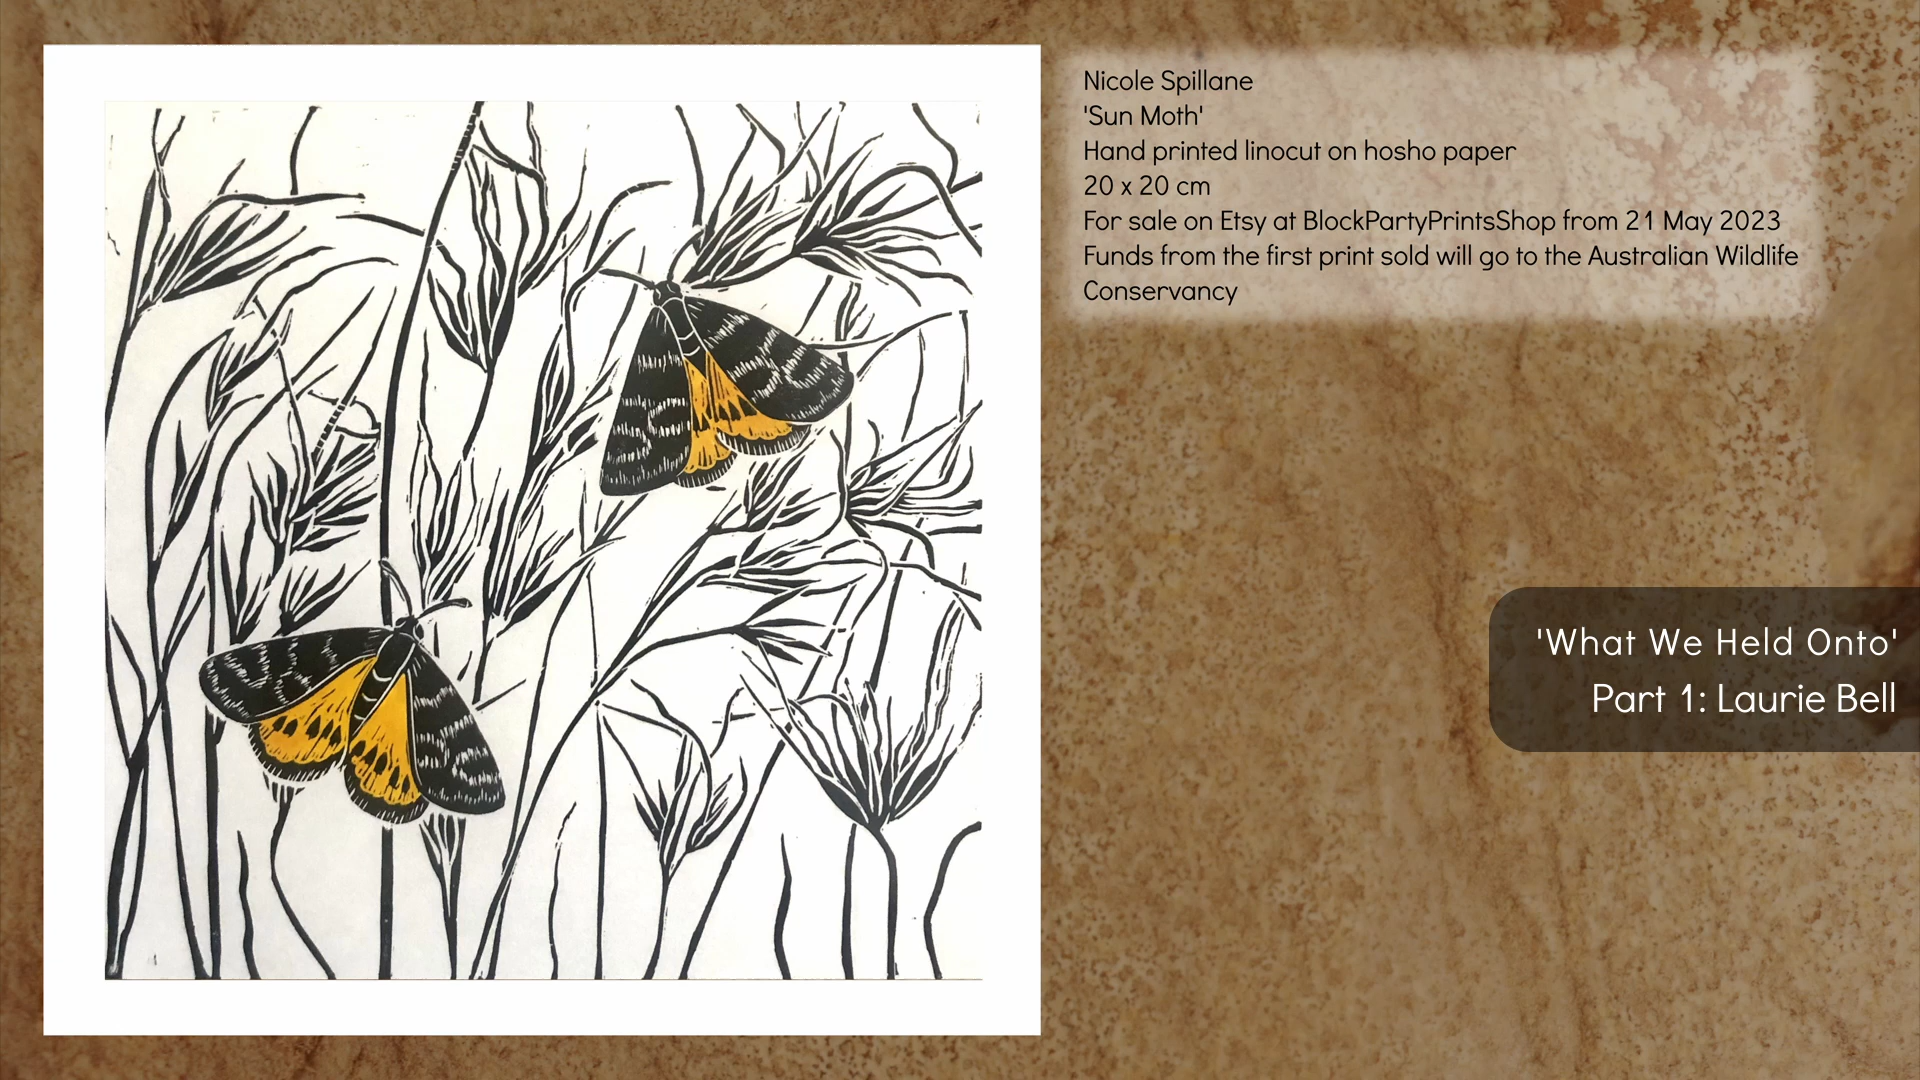 Nicole Spillane
'Sun Moth'
Hand printed linocut on hosho paper
20 x 20 cm
For sale on Etsy at BlockPartyPrintsShop from 21 May 2023
Funds from the first print sold will go to the Australian Wildlife
Conservancy
'What We Held Onto'
Part 1: Laurie Bell